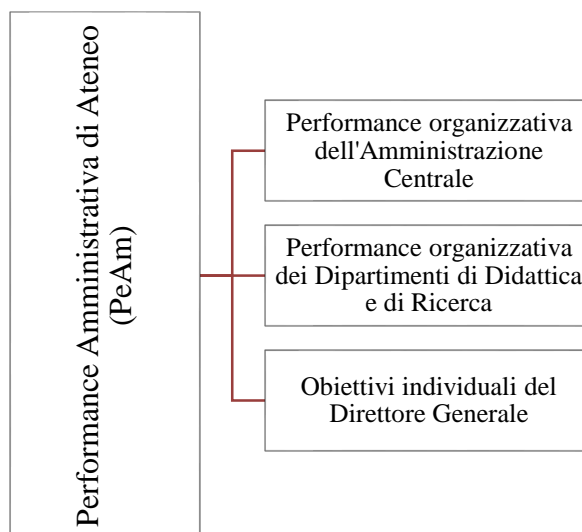 Performance Amministrativa di Ateneo
(PeAm)
Performance organizzativa
dell'Amministrazione
Centrale
Performance organizzativa
dei Dipartimenti di Didattica
e di Ricerca
Obiettivi individuali del
Direttore Generale